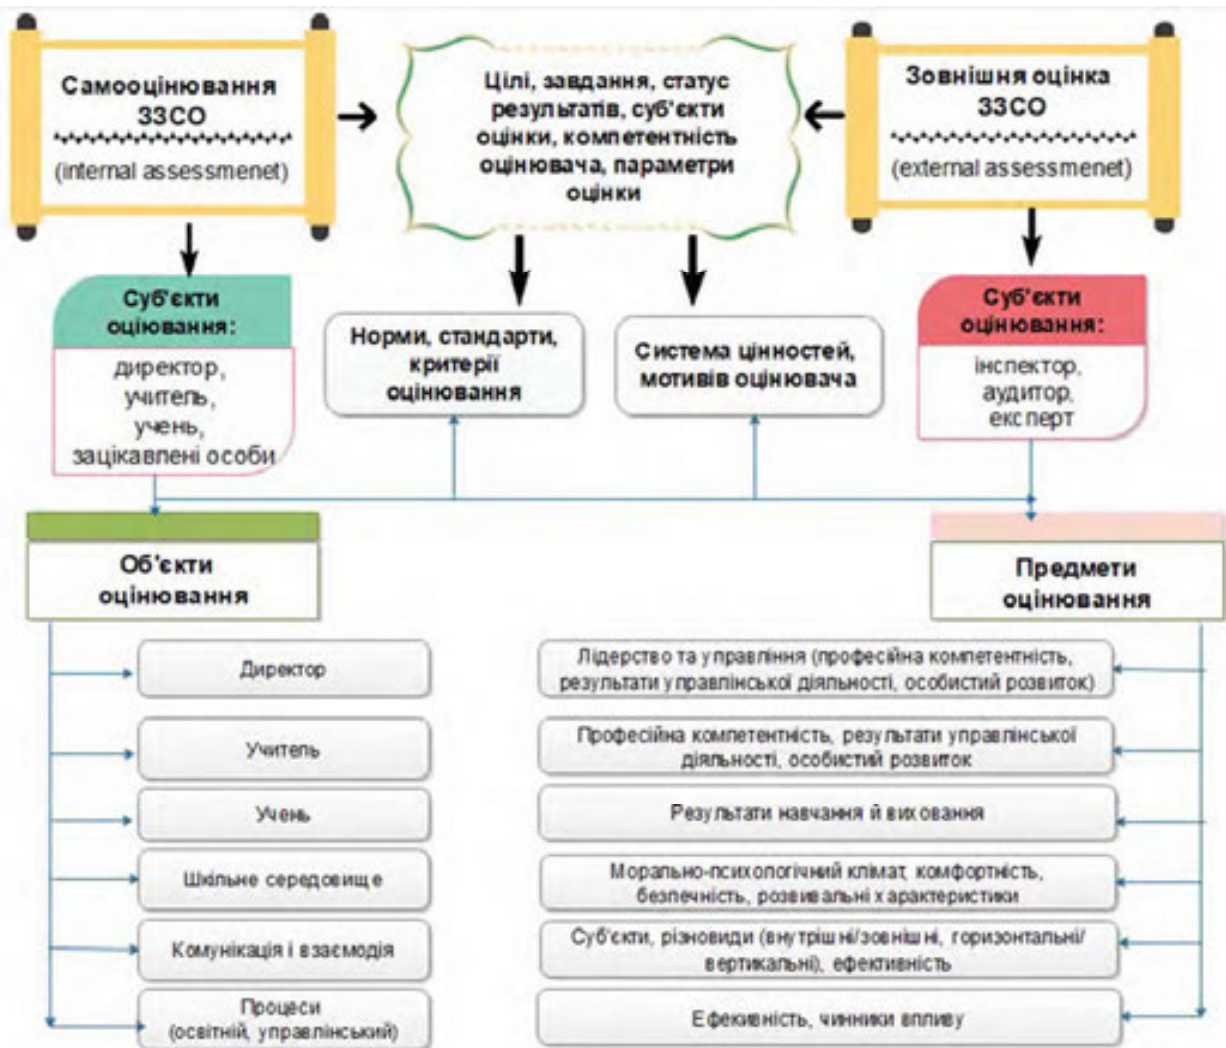 Самооцінювання
ЗЗСО
(internal assessmenet)
Цілі, завдання, статус
результатів, суб'єкти
оцінки, компетентність
оцінювача, параметри
оцінки
Зовнішня оцінка
ЗЗСО
(external assessmenet)
Суб'єкти
оціювання:
директор,
учитель,
учень,
зацікавлені особи
Норми, стандарти,
критерії
оцінювання
Система цінностей,
мотивів оцінювача
Суб'єкти
оцінювання:
інспектор,
аудитор,
експерт
Об'єкти
оцінювання
Предмети
оцінювання
Директор
Лідерство та управління (професійна компетентність,
результати управлінської діяльності, особистий розвиток)
Учитель
Професійна компетентність, результати управлінської
діяльності, особистий розвиток
Учень
Результати навчання й виховання
Шкільне середовище
Морально-психологічний клімат, комфортність,
безпечність, розвивальні характеристики
Комунікація і взаємодія
Суб'єкти, різновиди (внутрішні/зовнішні, горизонтальні/
вертикальні), ефективність
Процеси
(освітній, управлінський)
Ефекивність, чинники впливу